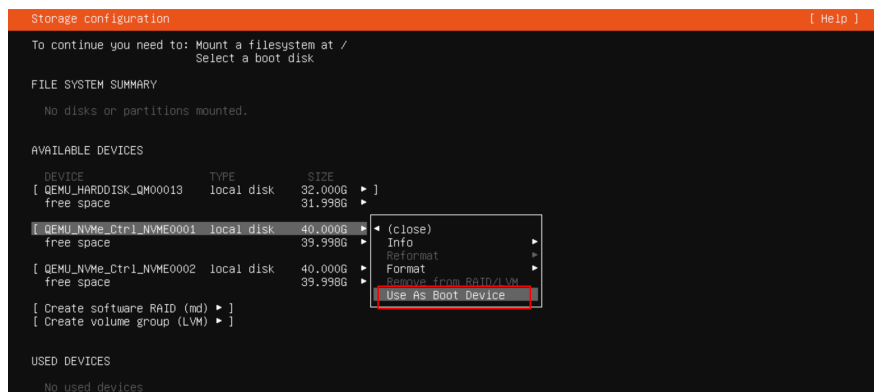 Storage configuration [ Help ]
To continue you need to: Mount a filesystem at /
Select a boot disk
FILE SYSTEM SUMMARY
No disks or partitions mounted.
AVAILABLE DEVICES
DEVICE TYPE SIZE
[ QEMU_HARDDISK_QM00013 local disk 32.000G ▸ ]
free space 31.998G ▸
[ QEMU_NVMe_Ctrl_NVME0001 local disk 40.000G ▸ ◂ (close)
free space 39.998G ▸ Info ▸
Reformat ▸
[ QEMU_NVMe_Ctrl_NVME0002 local disk 40.000G ▸ Format ▸
free space 39.998G ▸ Remove from RAID/LVM
Use As Boot Device
[ Create software RAID (md) ▸ ]
[ Create volume group (LVM) ▸ ]
USED DEVICES
No used devices